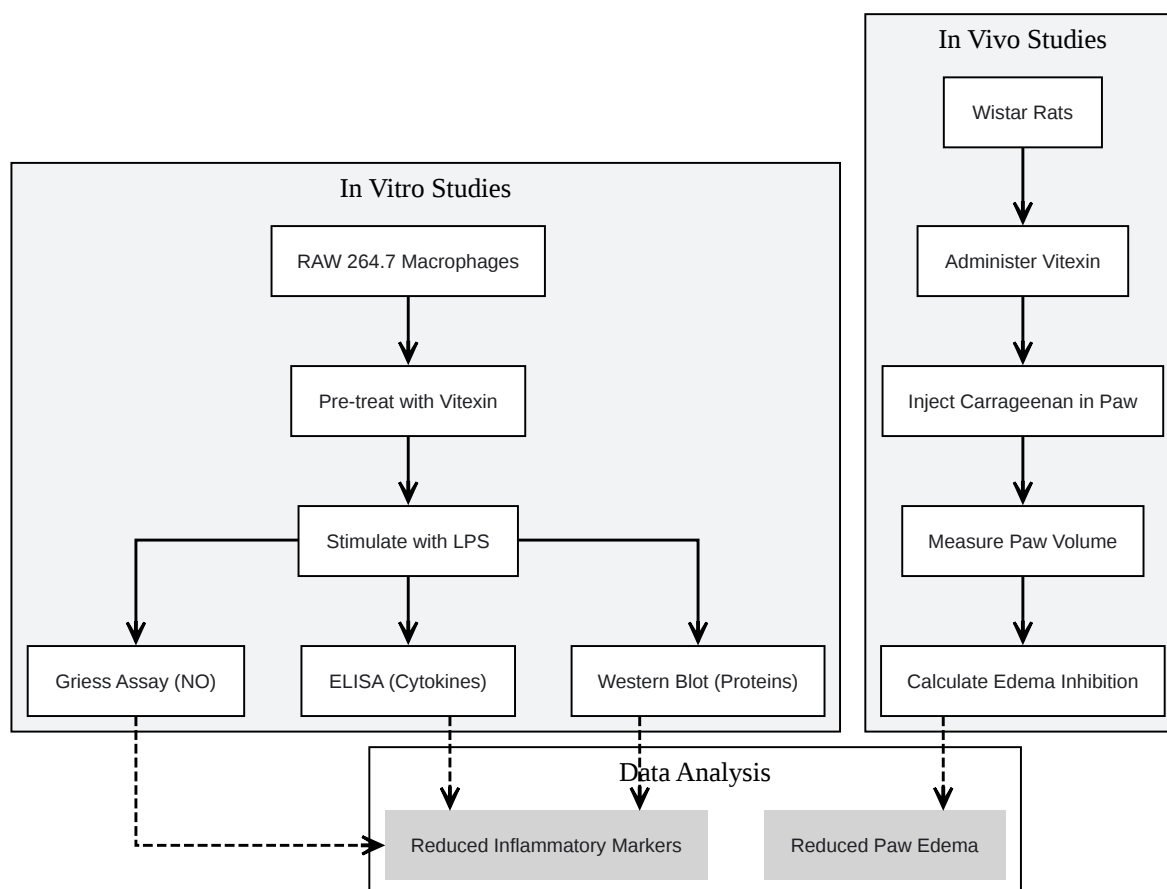 In Vivo Studies
Wistar Rats
Administer Vitexin
Inject Carrageenan in Paw
Measure Paw Volume
Calculate Edema Inhibition
In Vitro Studies
RAW 264.7 Macrophages
Pre-treat with Vitexin
Stimulate with LPS
Griess Assay (NO)
ELISA (Cytokines)
Western Blot (Proteins)
Data Analysis
Reduced Inflammatory Markers
Reduced Paw Edema